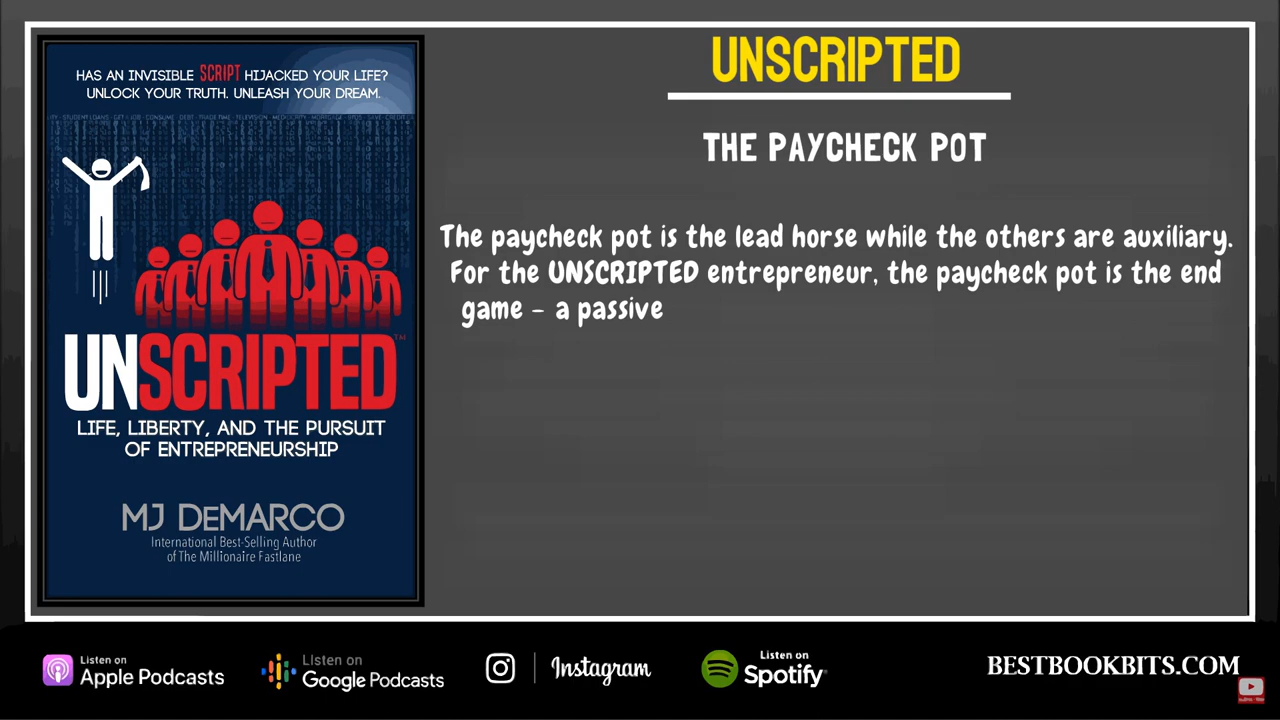 HAS AN INVISIBLE SCRIPT HIJACKED YOUR LIFE?
UNLOCK YOUR TRUTH. UNLEASH YOUR DREAM.
UNSCRIPTED™
LIFE, LIBERTY, AND THE PURSUIT
OF ENTREPRENEURSHIP
MJ DeMARCO
International Best-Selling Author
of The Millionaire Fastlane
UNSCRIPTED
THE PAYCHECK POT
The paycheck pot is the lead horse while the others are auxiliary.
For the UNSCRIPTED entrepreneur, the paycheck pot is the end
game - a passive
Listen on
Apple Podcasts
Listen on
Google Podcasts
Instagram
Listen on
Spotify
BESTBOOKBITS.COM